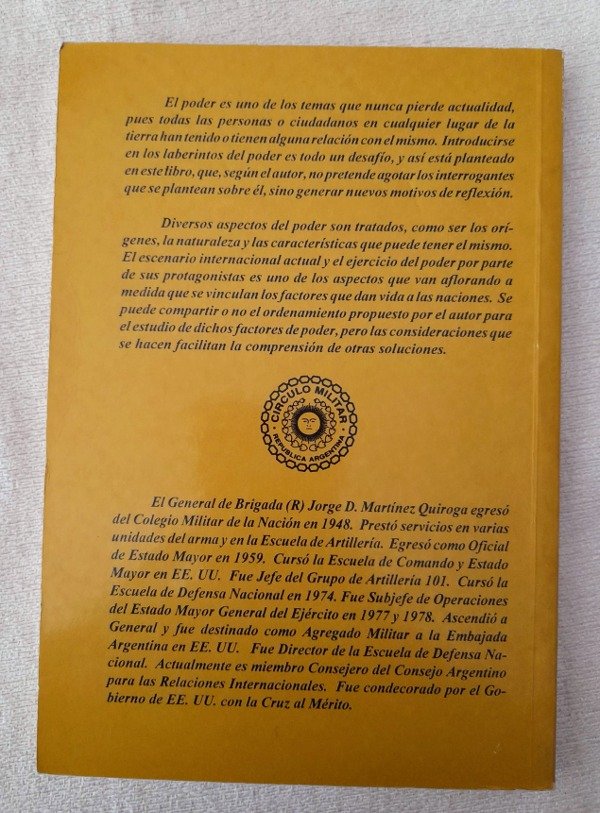 El poder es uno de los temas que nunca pierde actualidad,
pues todas las personas o ciudadanos en cualquier lugar de la
tierra han tenido o tienen alguna relación con el mismo. Introducirse
en los laberintos del poder es todo un desafío, y así está planteado
en este libro, que, según el autor, no pretende agotar los interrogantes
que se plantean sobre él, sino generar nuevos motivos de reflexión.
Diversos aspectos del poder son tratados, como ser los orí-
genes, la naturaleza y las características que puede tener el mismo.
El escenario internacional actual y el ejercicio del poder por parte
de sus protagonistas es uno de los aspectos que van aflorando a
medida que se vinculan los factores que dan vida a las naciones. Se
puede compartir o no el ordenamiento propuesto por el autor para
el estudio de dichos factores de poder, pero las consideraciones que
se hacen facilitan la comprensión de otras soluciones.
CIRCULO MILITAR
REPUBLICA ARGENTINA
El General de Brigada (R) Jorge D. Martínez Quiroga egresó
del Colegio Militar de la Nación en 1948. Prestó servicios en varias
unidades del arma y en la Escuela de Artillería. Egresó como Oficial
de Estado Mayor en 1959. Cursó la Escuela de Comando y Estado
Mayor en EE. UU. Fue Jefe del Grupo de Artillería 101. Cursó la
Escuela de Defensa Nacional en 1974. Fue Subjefe de Operaciones
del Estado Mayor General del Ejército en 1977 y 1978. Ascendió a
General y fue destinado como Agregado Militar a la Embajada
Argentina en EE. UU. Fue Director de la Escuela de Defensa Na-
cional. Actualmente es miembro Consejero del Consejo Argentino
para las Relaciones Internacionales. Fue condecorado por el Go-
bierno de EE. UU. con la Cruz al Mérito.